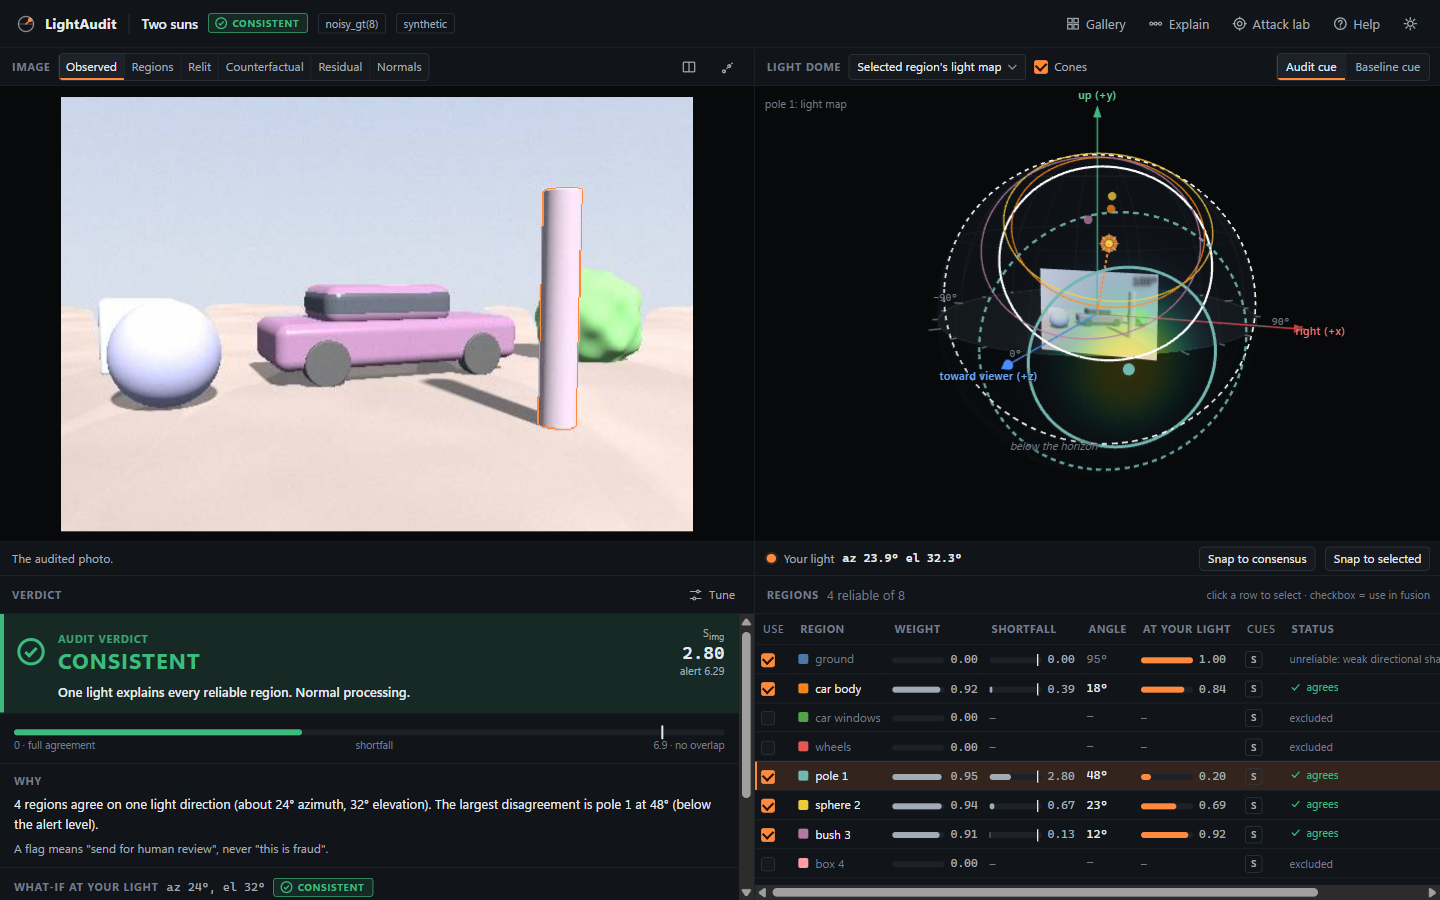 LightAudit Two suns CONSISTENT noisy_gt(8) synthetic Gallery Explain Attack lab Help
IMAGE Observed Regions Relit Counterfactual Residual Normals
LIGHT DOME Selected region's light map Cones Audit cue Baseline cue
pole 1: light map
up (+y)
-90°
90°
right (+x)
0°
toward viewer (+z)
below the horizon
The audited photo.
Your light az 23.9° el 32.3° Snap to consensus Snap to selected
VERDICT Tune
AUDIT VERDICT
CONSISTENT
One light explains every reliable region. Normal processing.
Simg
2.80
alert 6.29
0 · full agreement shortfall 6.9 · no overlap
WHY
4 regions agree on one light direction (about 24° azimuth, 32° elevation). The largest disagreement is pole 1 at 48° (below
the alert level).
A flag means "send for human review", never "this is fraud".
WHAT-IF AT YOUR LIGHT az 24°, el 32° CONSISTENT
REGIONS 4 reliable of 8 click a row to select · checkbox = use in fusion
USE REGION WEIGHT SHORTFALL ANGLE AT YOUR LIGHT CUES STATUS
ground 0.00 0.00 95° 1.00 S unreliable: weak directional sha
car body 0.92 0.39 18° 0.84 S agrees
car windows 0.00 – – – S excluded
wheels 0.00 – – – S excluded
pole 1 0.95 2.80 48° 0.20 S agrees
sphere 2 0.94 0.67 23° 0.69 S agrees
bush 3 0.91 0.13 12° 0.92 S agrees
box 4 0.00 – – – S excluded